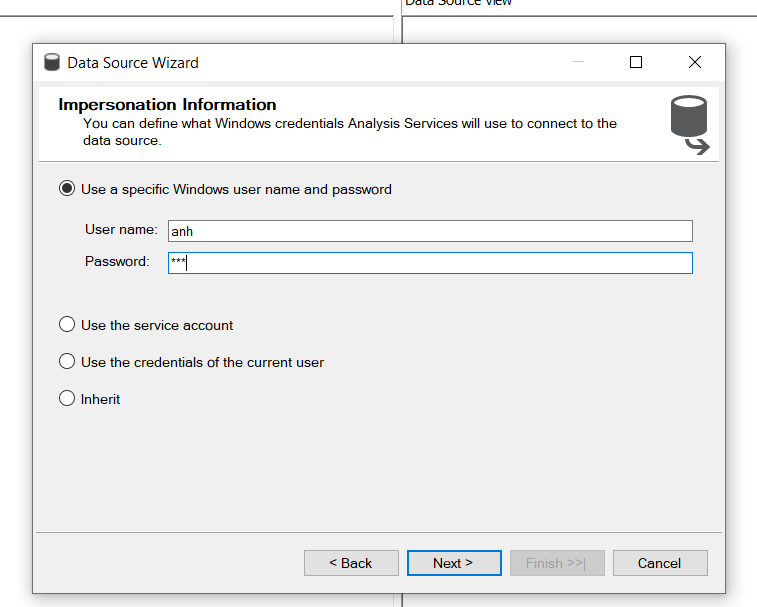 Data Source View
Data Source Wizard
Impersonation Information
You can define what Windows credentials Analysis Services will use to connect to the
data source.
Use a specific Windows user name and password
User name: anh
Password: ***
Use the service account
Use the credentials of the current user
Inherit
< Back Next > Finish >>| Cancel